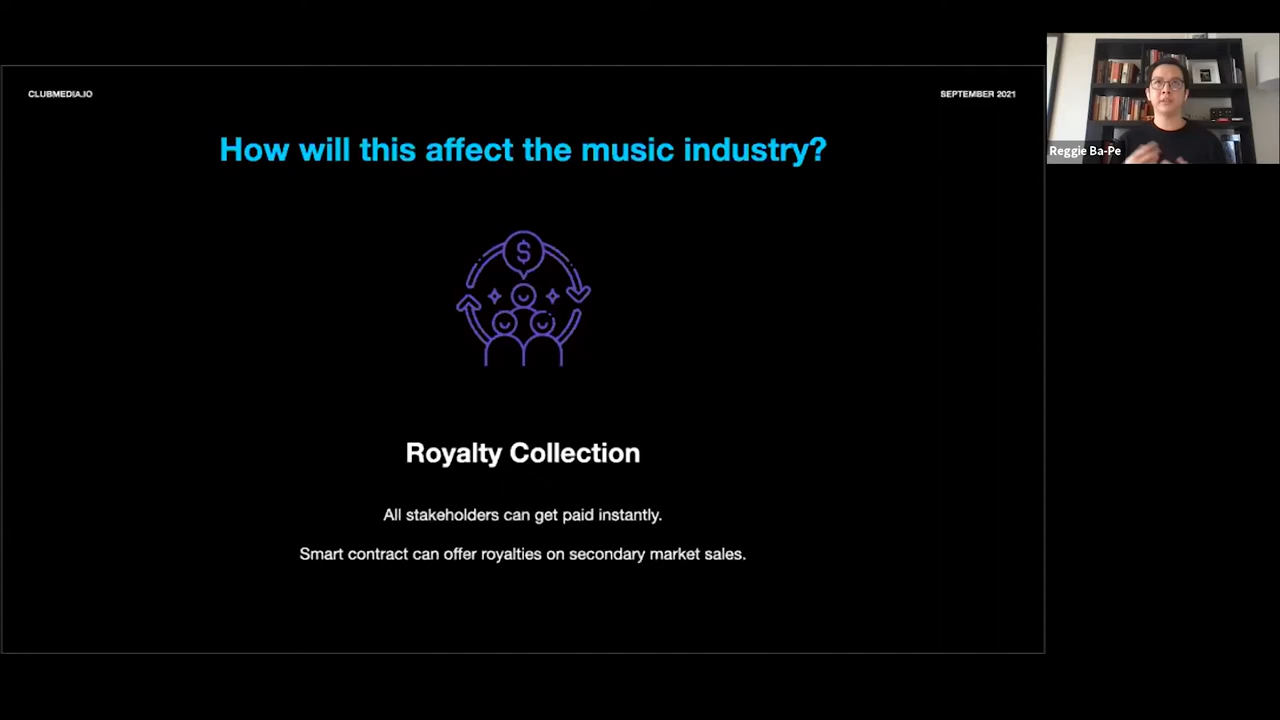 CLUBMEDIA.IO
SEPTEMBER 2021
How will this affect the music industry?
$
Royalty Collection
All stakeholders can get paid instantly.
Smart contract can offer royalties on secondary market sales.
Reggie Ba-Pe